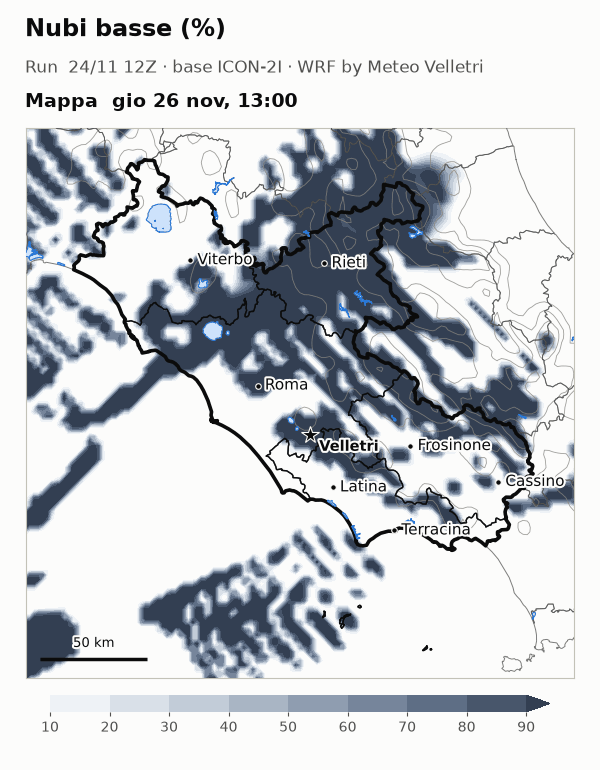 Nubi basse (%)
Run  24/11 12Z · base ICON-2I · WRF by Meteo Velletri
Mappa  gio 26 nov, 13:00
Viterbo
Rieti
Roma
Velletri
Frosinone
Latina
Cassino
Terracina
50 km
10 20 30 40 50 60 70 80 90